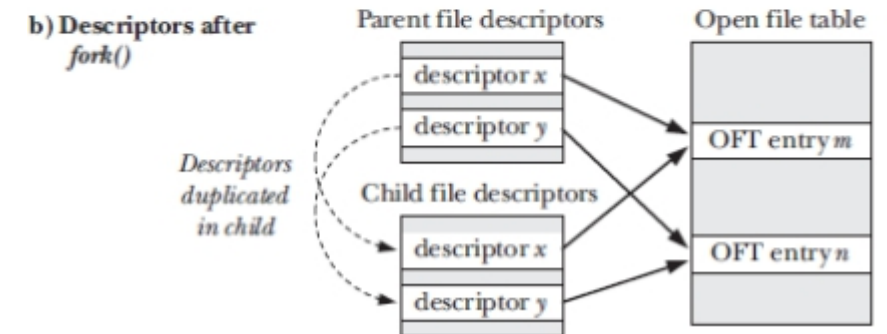 b) Descriptors after
fork()
Parent file descriptors
Open file table
descriptor x
descriptor y
OFT entry m
Descriptors
duplicated
in child
Child file descriptors
descriptor x
descriptor y
OFT entry n